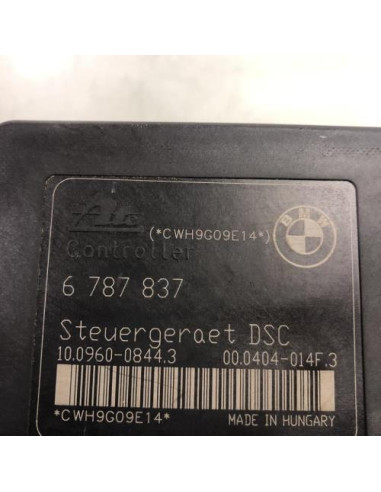 Ate (*CWH9G09E14*) BMW
Controller
6 787 837
Steuergeraet DSC
10.0960-0844.3 00.0404-014F.3
*CWH9G09E14* MADE IN HUNGARY